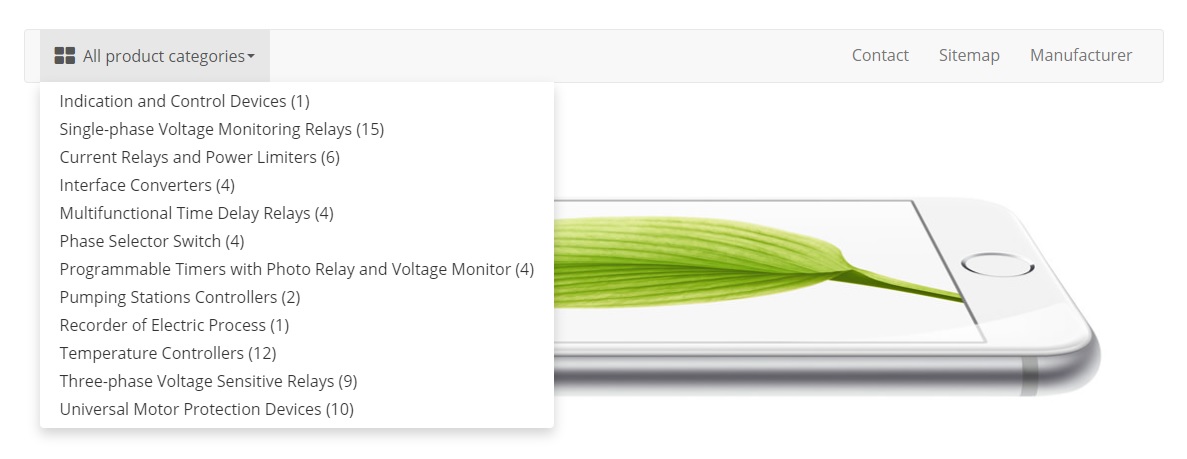 All product categories
Contact
Sitemap
Manufacturer
Indication and Control Devices (1)
Single-phase Voltage Monitoring Relays (15)
Current Relays and Power Limiters (6)
Interface Converters (4)
Multifunctional Time Delay Relays (4)
Phase Selector Switch (4)
Programmable Timers with Photo Relay and Voltage Monitor (4)
Pumping Stations Controllers (2)
Recorder of Electric Process (1)
Temperature Controllers (12)
Three-phase Voltage Sensitive Relays (9)
Universal Motor Protection Devices (10)